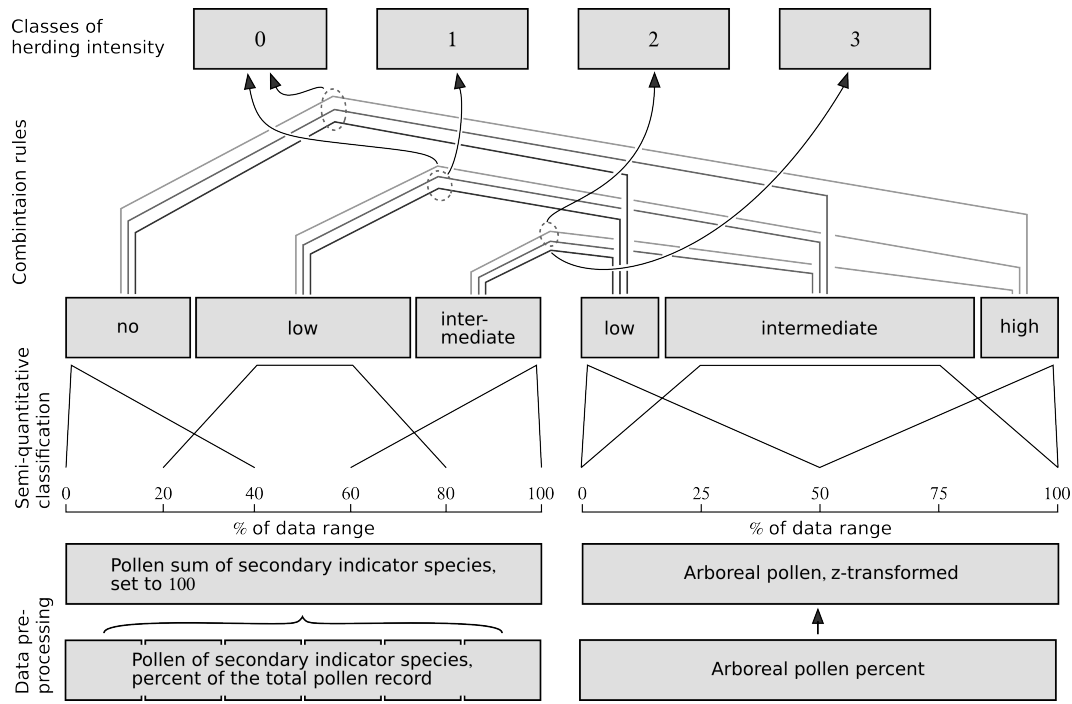 Classes of
herding intensity
0
1
2
3
Combintaion rules
no
low
inter-
mediate
low
intermediate
high
Semi-quantitative
classification
0
20
40
60
80
100
% of data range
0
25
50
75
100
% of data range
Data pre-
processing
Pollen sum of secondary indicator species,
set to 100
Arboreal pollen, z-transformed
Pollen of secondary indicator species,
percent of the total pollen record
Arboreal pollen percent